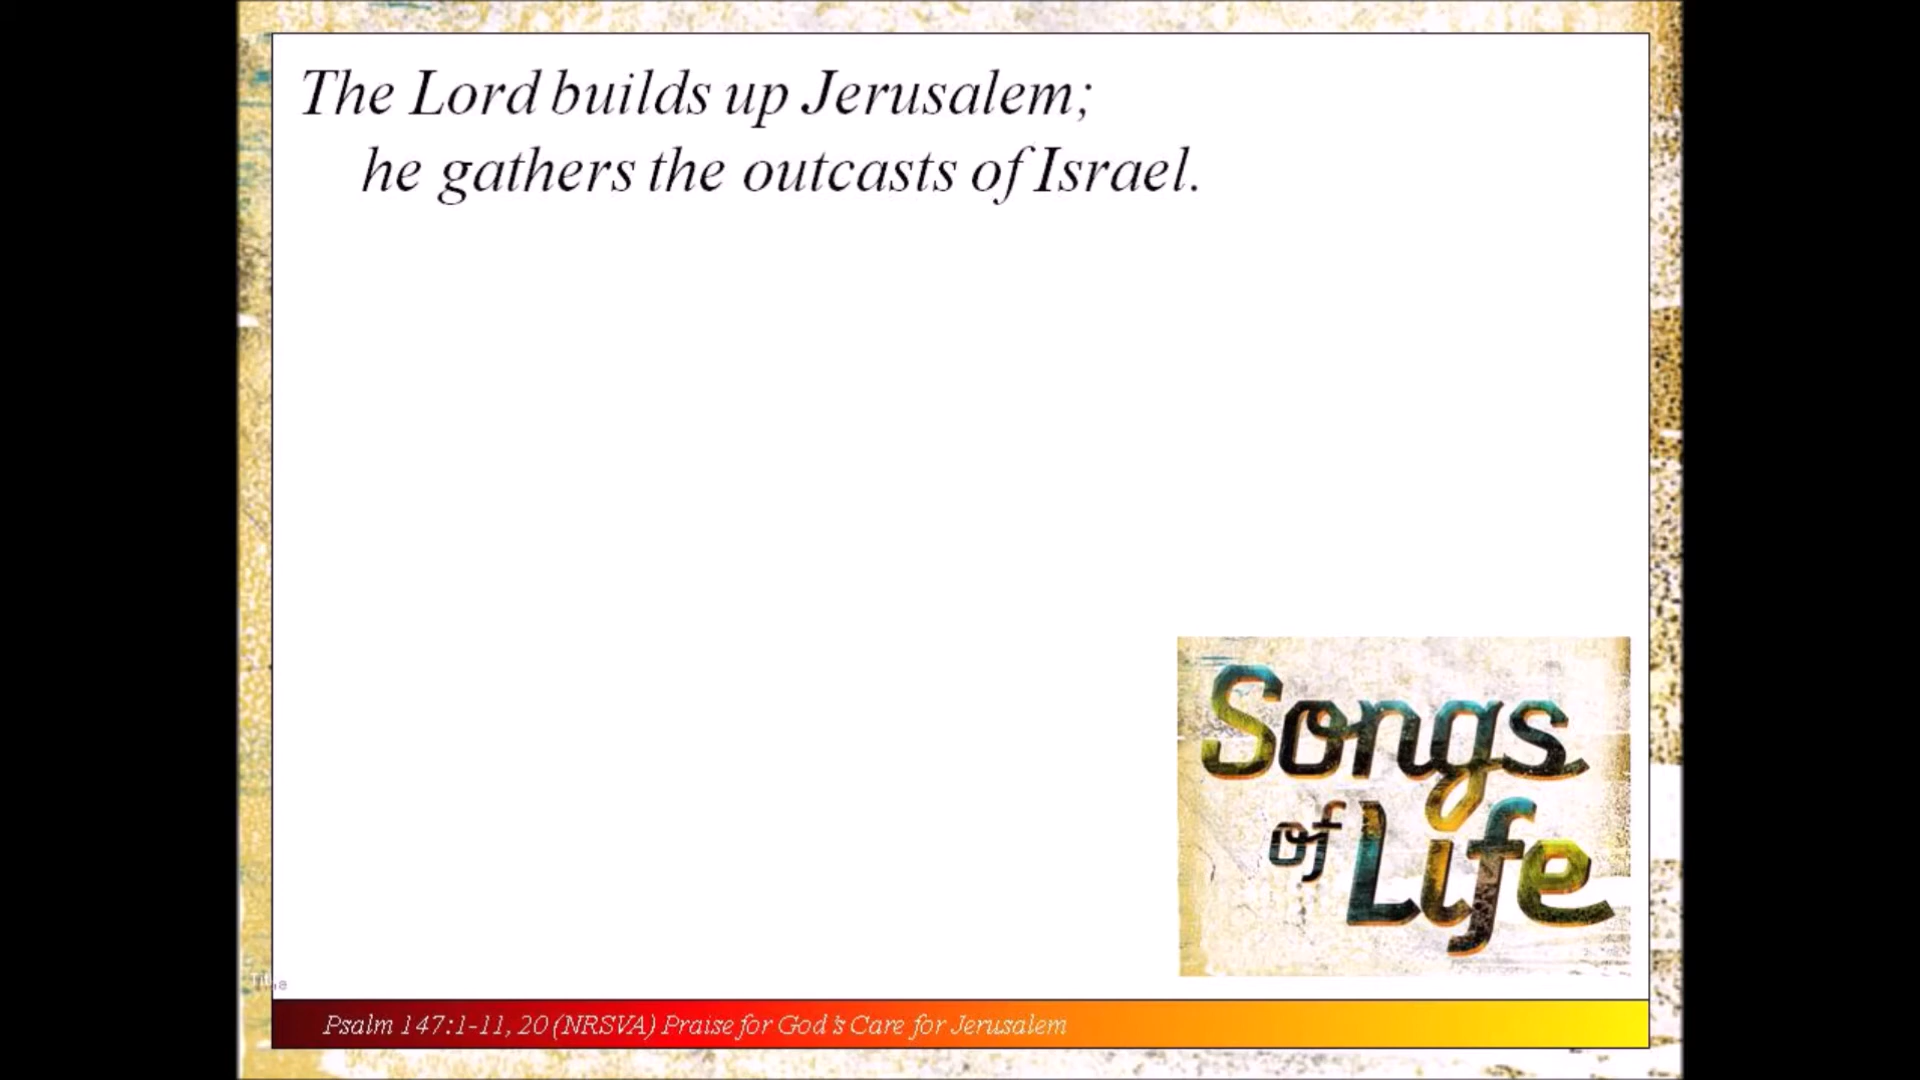 The Lord builds up Jerusalem;
he gathers the outcasts of Israel.
Songs
of Life
Psalm 147:1-11, 20 (NRSVA) Praise for God's Care for Jerusalem